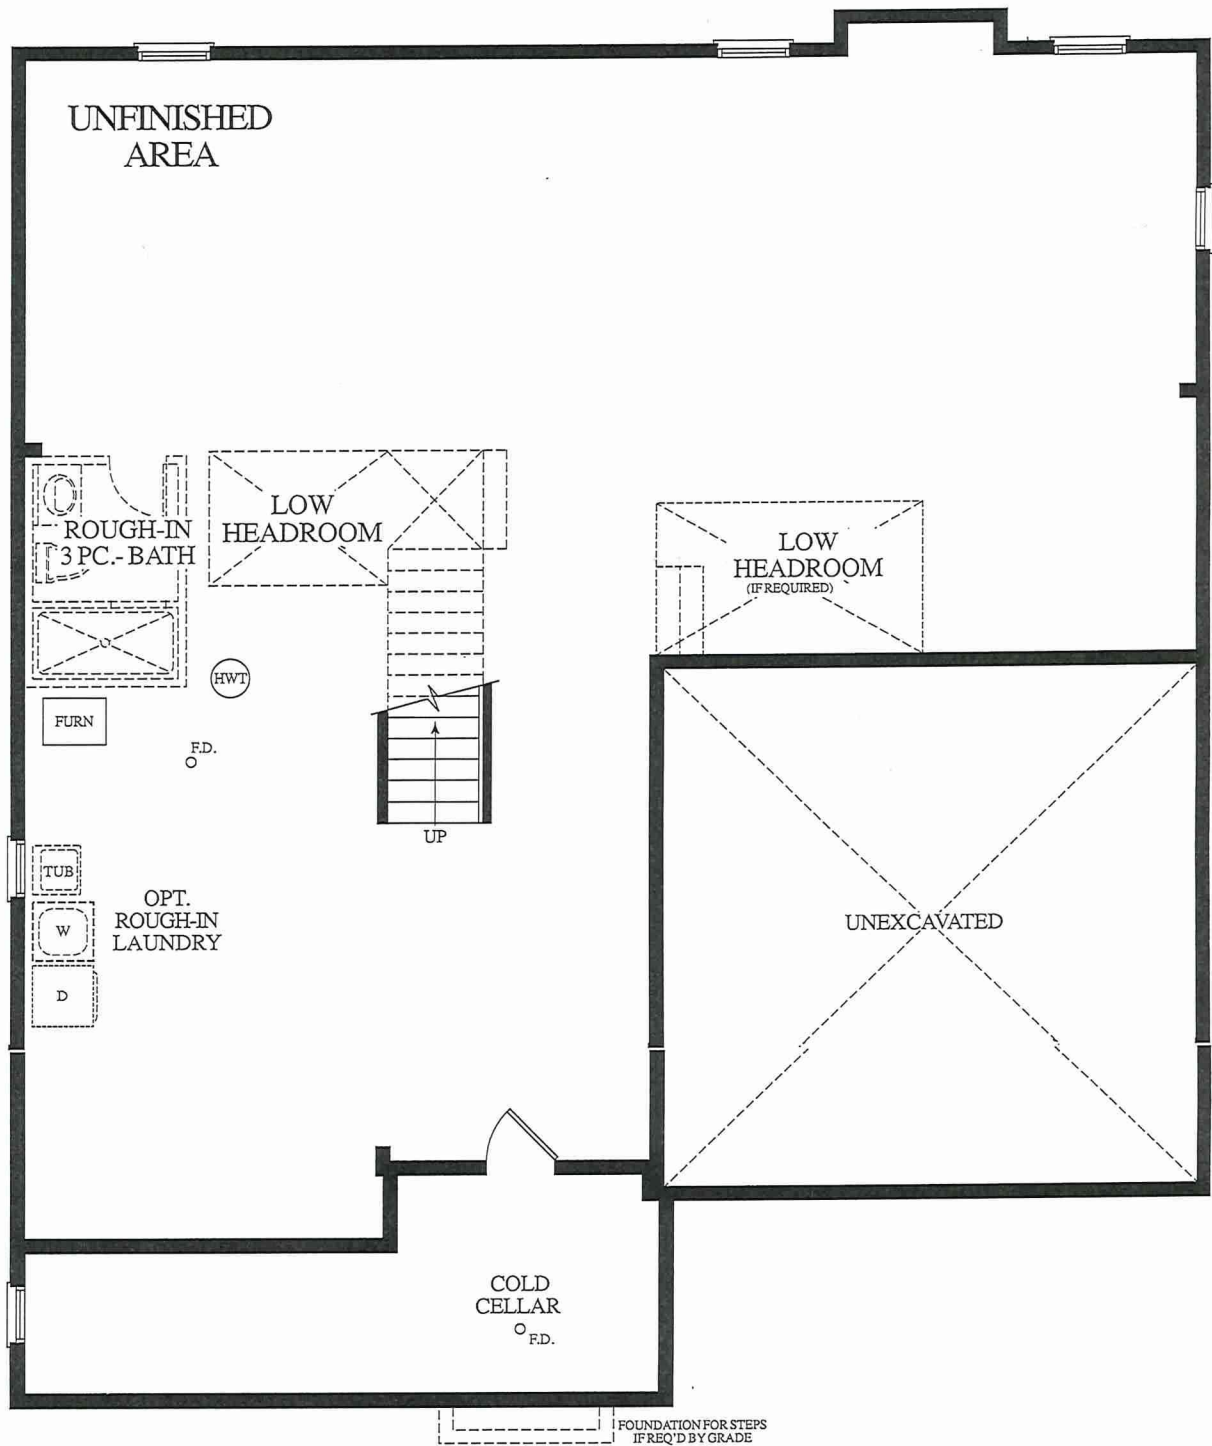 UNFINISHED
AREA
LOW
HEADROOM
ROUGH-IN
3 PC.- BATH
LOW
HEADROOM
(IF REQUIRED)
HWT
FURN
F.D.
UP
TUB
OPT.
ROUGH-IN
LAUNDRY
W
D
UNEXCAVATED
COLD
CELLAR
F.D.
FOUNDATION FOR STEPS
IF REQ'D BY GRADE